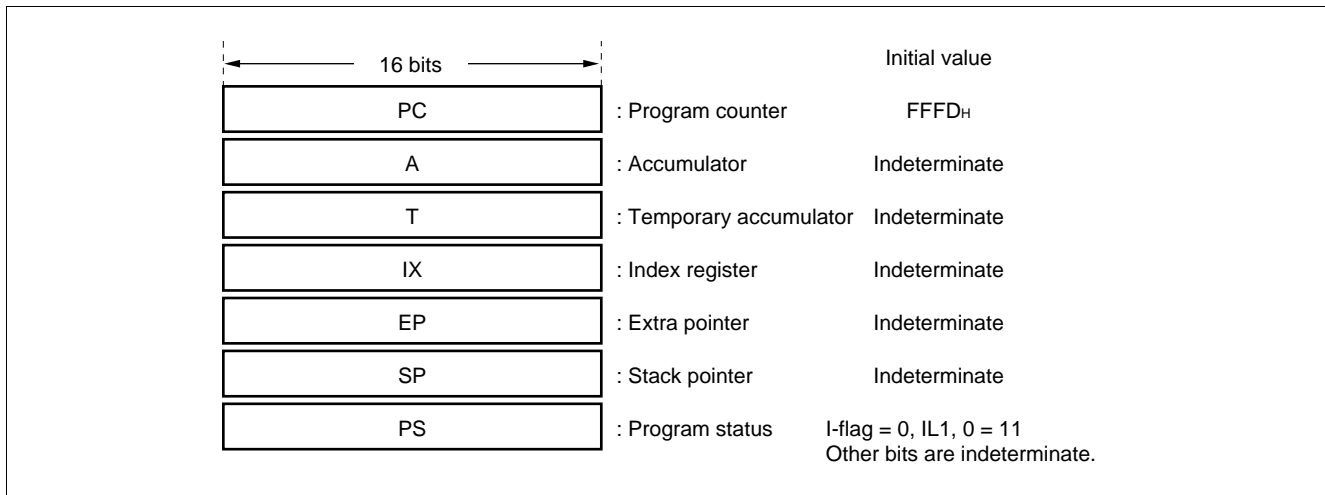 16 bits Initial value
PC : Program counter FFFDH
A : Accumulator Indeterminate
T : Temporary accumulator Indeterminate
IX : Index register Indeterminate
EP : Extra pointer Indeterminate
SP : Stack pointer Indeterminate
PS : Program status I-flag = 0, IL1, 0 = 11
Other bits are indeterminate.